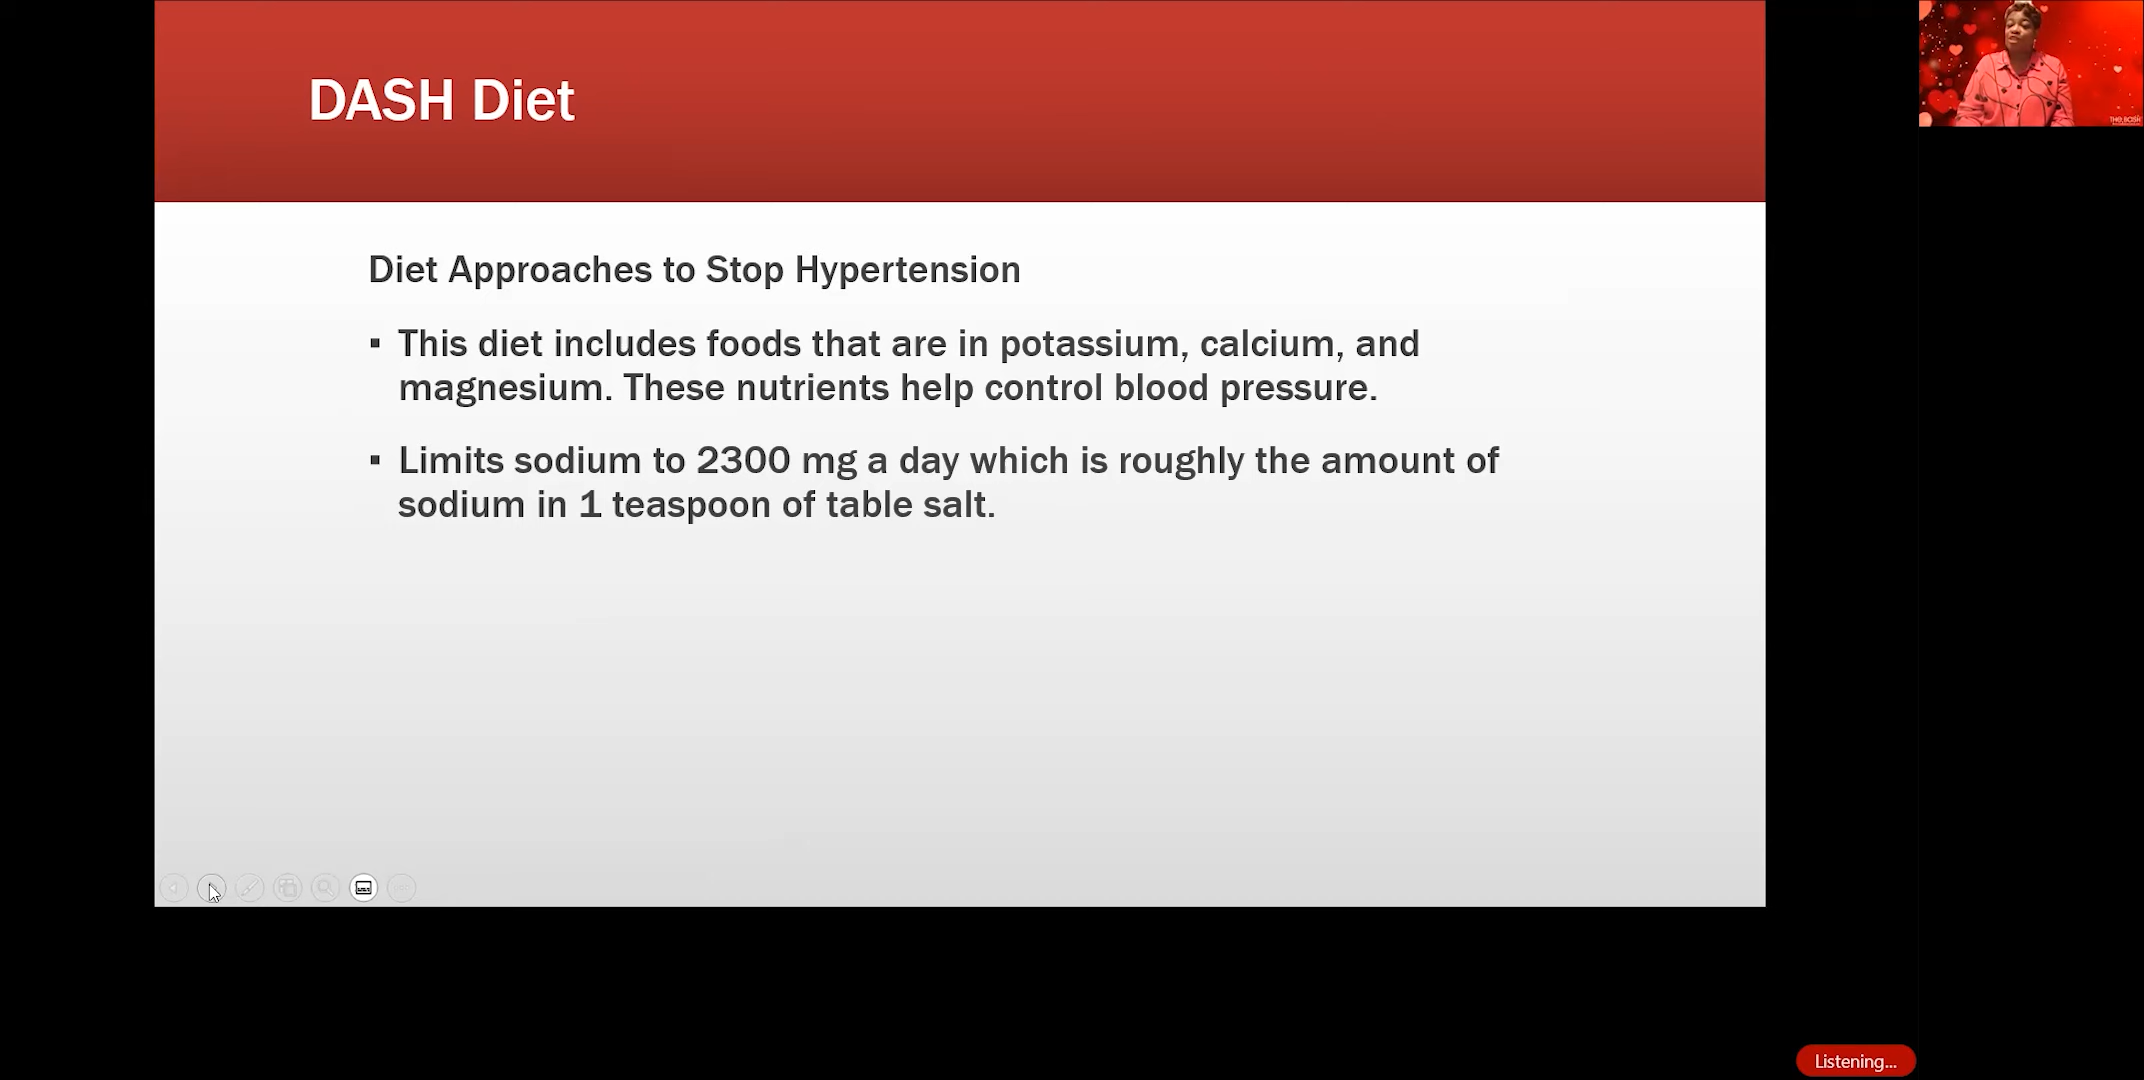 DASH Diet
Diet Approaches to Stop Hypertension
▪ This diet includes foods that are in potassium, calcium, and
magnesium. These nutrients help control blood pressure.
▪ Limits sodium to 2300 mg a day which is roughly the amount of
sodium in 1 teaspoon of table salt.
THE BASH
Listening...